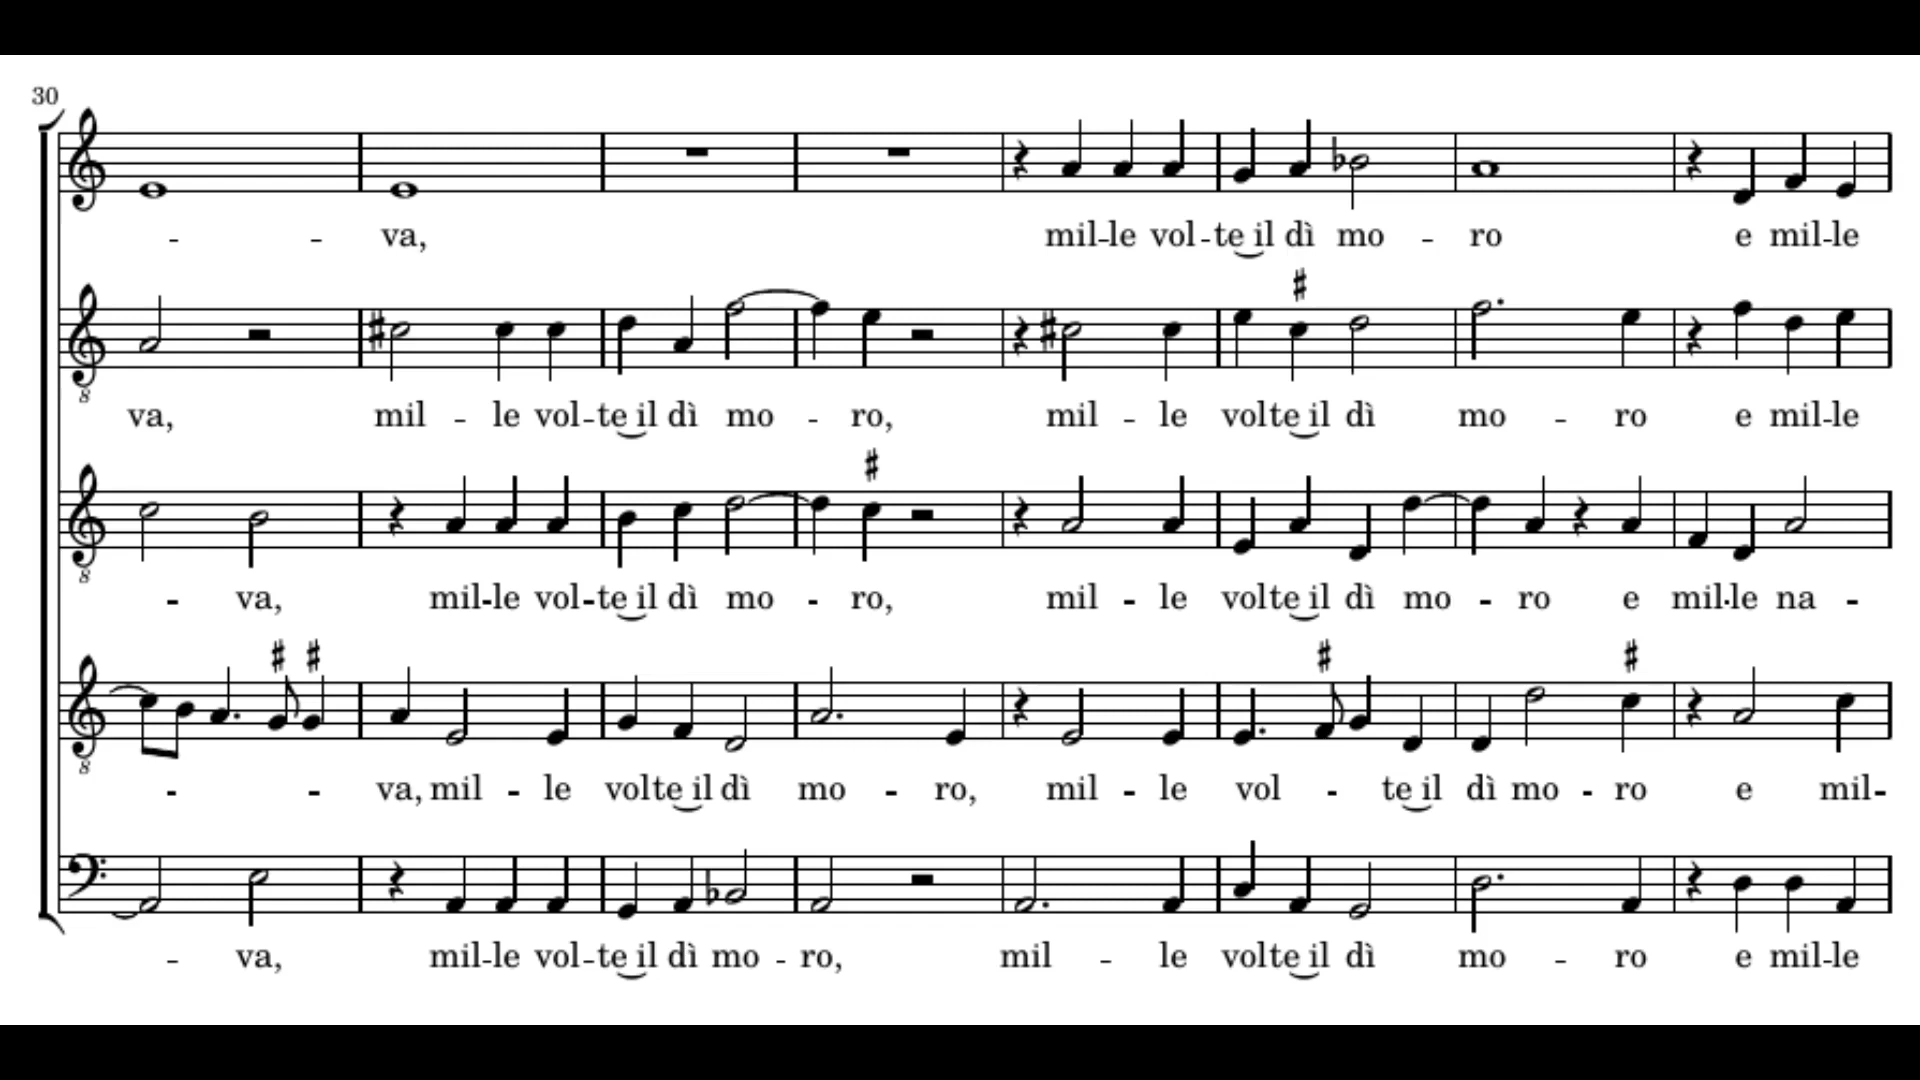 30
- - va, mil-le vol-te il dì mo - ro e mil-le
va, mil - le vol-te il dì mo - ro, mil - le volte il dì mo - ro e mil-le
- va, mil-le vol-te il dì mo - ro, mil - le volte il dì mo - ro e mil-le na -
- - va, mil - le volte il dì mo - ro, mil - le vol - te il dì mo - ro e mil-
- va, mil-le vol-te il dì mo - ro, mil - le volte il dì mo - ro e mil-le